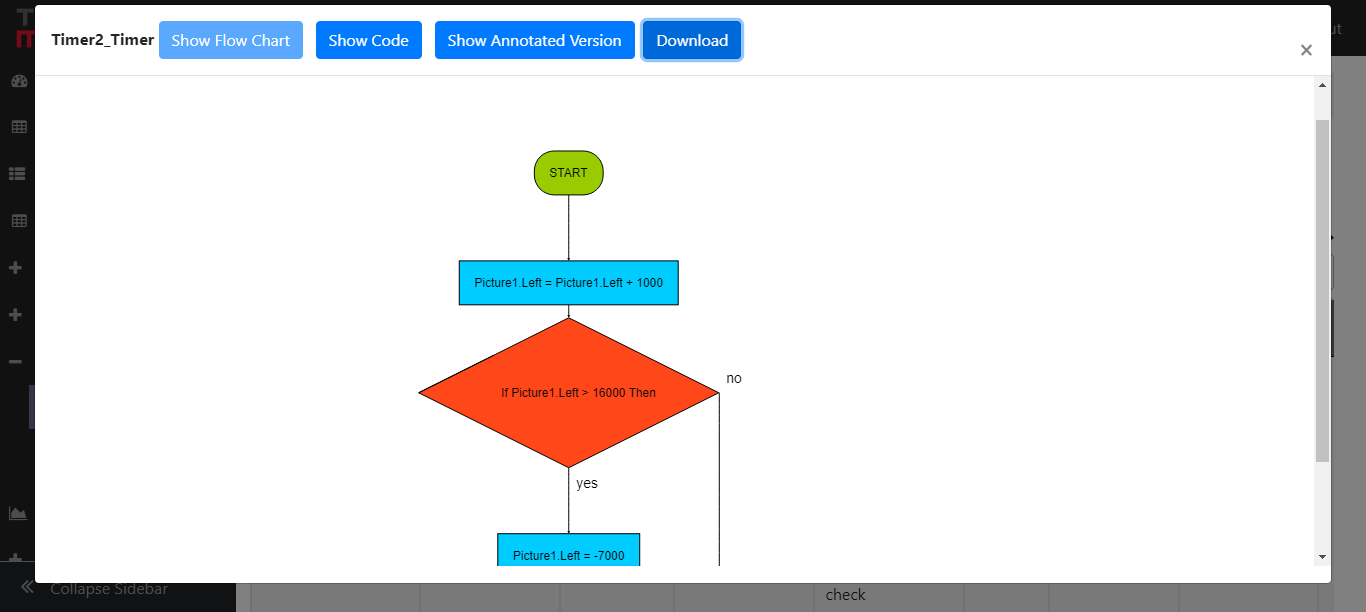 Timer2_Timer
Show Flow Chart
Show Code
Show Annotated Version
Download
×
START
Picture1.Left = Picture1.Left + 1000
If Picture1.Left > 16000 Then
no
yes
Picture1.Left = -7000
Collapse Sidebar
check